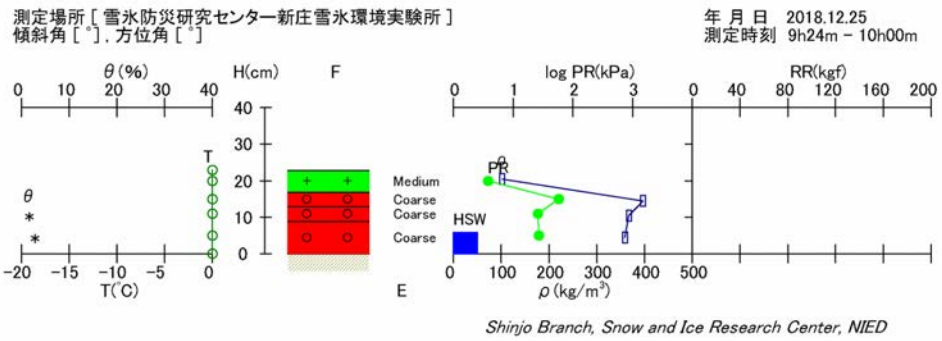 測定場所 [ 雪氷防災研究センター新庄雪氷環境実験所 ]
傾斜角 [ °] , 方位角 [ °]
年 月 日 2018.12.25
測定時刻 9h24m − 10h00m
θ (%) H(cm) F log PR(kPa) RR(kgf)
0 10 20 30 40 0 1 2 3 0 40 80 120 160 200
40
30
20
10
0
T
θ
*
*
+ +
Medium
Coarse
Coarse
Coarse
ρ
PR
HSW
−20 −15 −10 −5 0 0 100 200 300 400 500
T(°C) E ρ (kg/m³)
Shinjo Branch, Snow and Ice Research Center, NIED